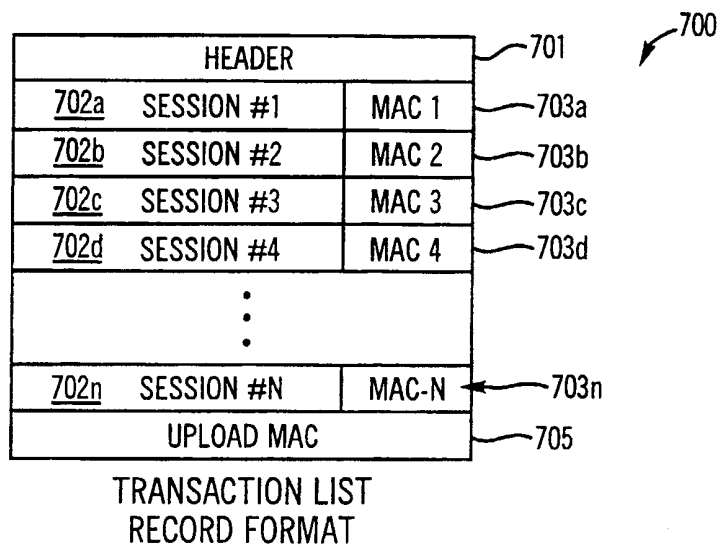 700
HEADER 701
702a SESSION #1 MAC 1 703a
702b SESSION #2 MAC 2 703b
702c SESSION #3 MAC 3 703c
702d SESSION #4 MAC 4 703d
702n SESSION #N MAC-N 703n
UPLOAD MAC 705
TRANSACTION LIST
RECORD FORMAT